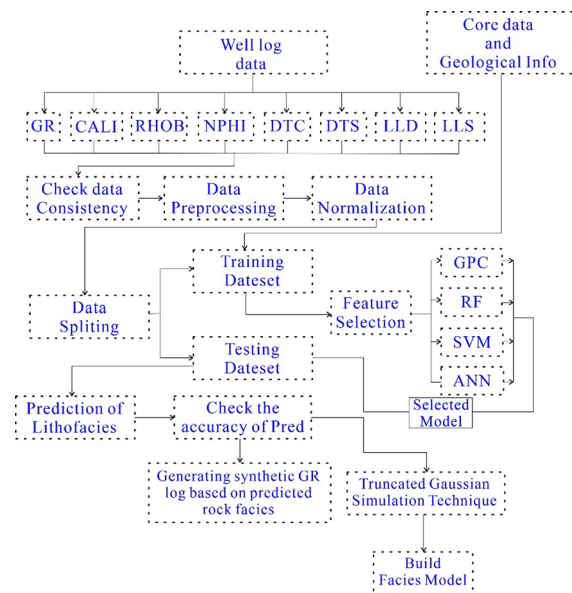 Well log
data
Core data
and
Geological Info
GR
CALI
RHOB
NPHI
DTC
DTS
LLD
LLS
Check data
Consistency
Data
Preprocessing
Data
Normalization
Training
Dateset
GPC
RF
SVM
ANN
Feature
Selection
Data
Spliting
Testing
Dateset
Selected
Model
Prediction of
Lithofacies
Check the
accuracy of Pred
Generating synthetic GR
log based on predicted
rock facies
Truncated Gaussian
Simulation Technique
Build
Facies Model